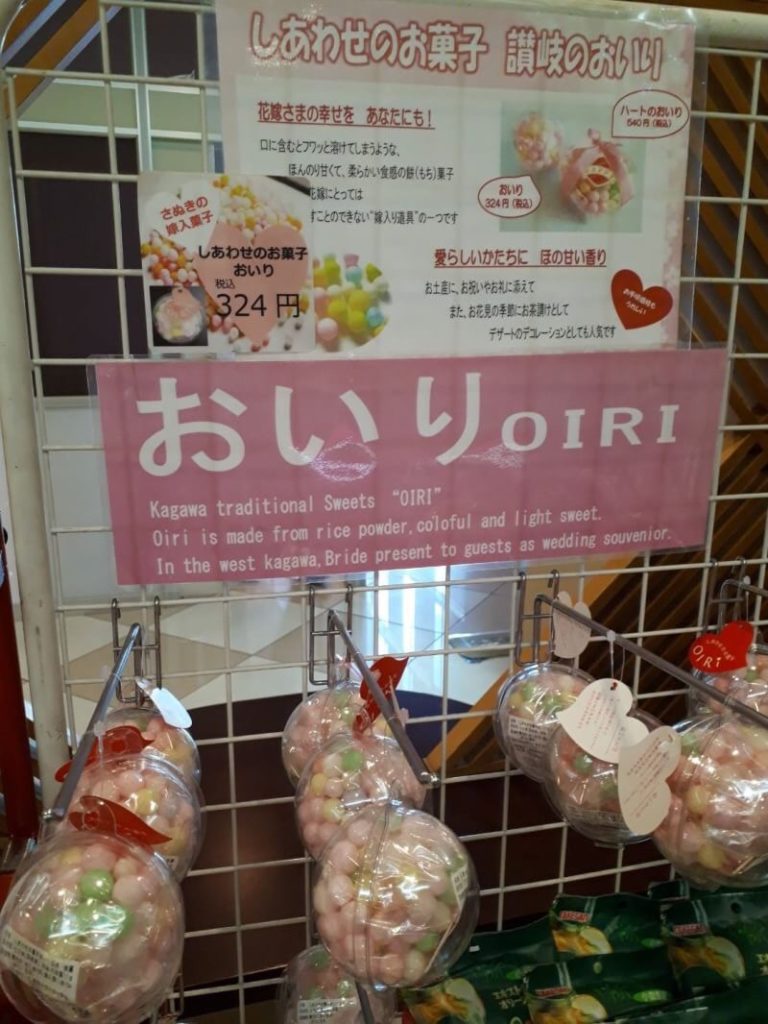 しあわせのお菓子 讃岐のおいり
花嫁さまの幸せを あなたにも!
口に含むとフワッと溶けてしまうような、
ほんのり甘くて、柔らかい食感の餅(もち)菓子
花嫁にとっては
すことのできない"嫁入り道具"の一つです
ハートのおいり
540円(税込)
おいり
324円(税込)
さぬきの
嫁入菓子
しあわせのお菓子
おいり
税込
324円
愛らしいかたちに ほの甘い香り
お土産に、お祝いやお礼に添えて
また、お花見の季節にお茶請けとして
デザートのデコレーションとしても人気です
お手頃価格も
うれしい
おいりOIRI
Kagawa traditional Sweets "OIRI"
Oiri is made from rice powder,coloful and light sweet.
In the west kagawa,Bride present to guests as wedding souvenior.
OIRI